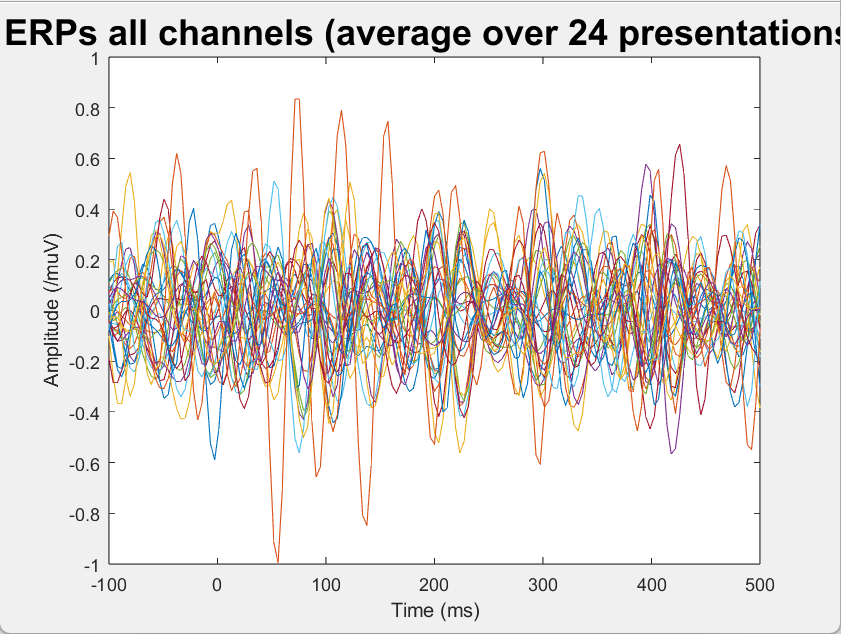 ERPs all channels (average over 24 presentations
1
0.8
0.6
0.4
0.2
0
-0.2
-0.4
-0.6
-0.8
-1
Amplitude (/muV)
-100 0 100 200 300 400 500
Time (ms)